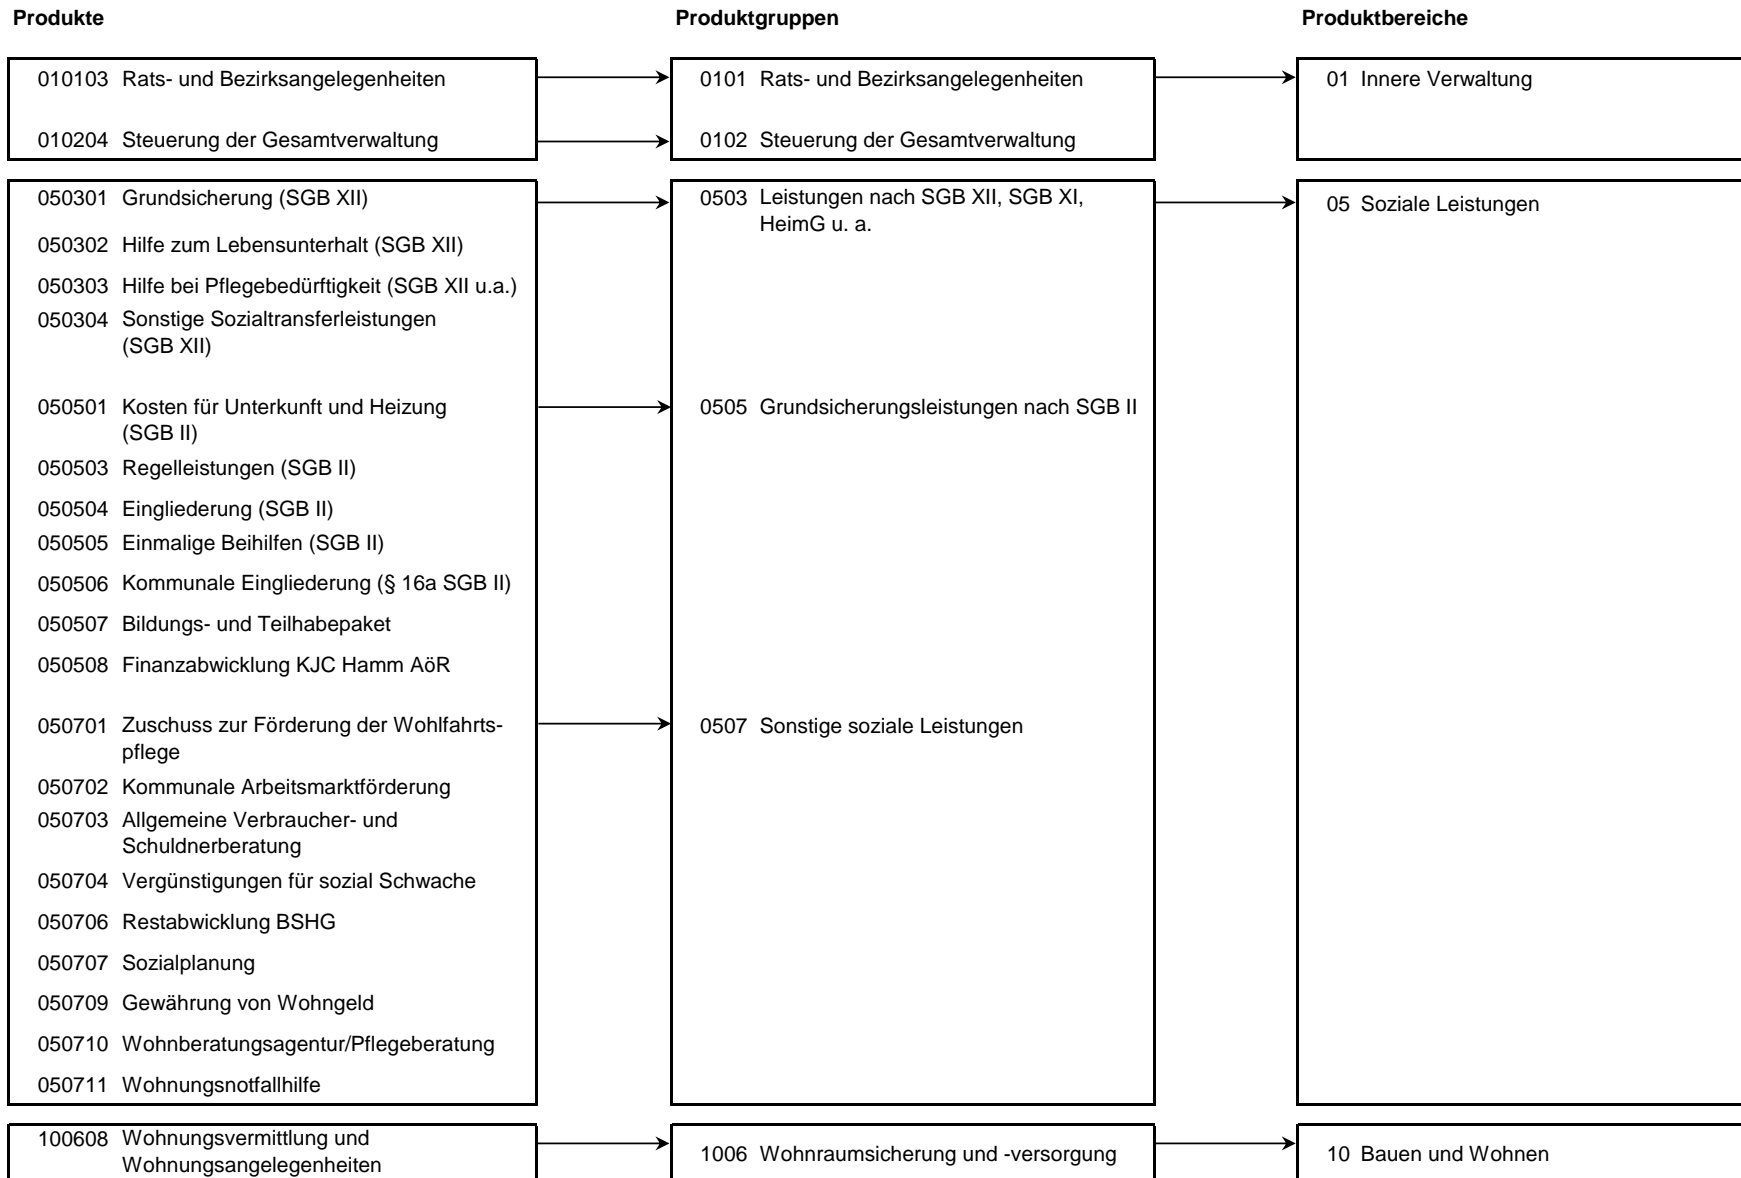 Produkte Produktgruppen Produktbereiche
010103 Rats- und Bezirksangelegenheiten 0101 Rats- und Bezirksangelegenheiten 01 Innere Verwaltung
010204 Steuerung der Gesamtverwaltung 0102 Steuerung der Gesamtverwaltung
050301 Grundsicherung (SGB XII) 0503 Leistungen nach SGB XII, SGB XI, 05 Soziale Leistungen
HeimG u. a.
050302 Hilfe zum Lebensunterhalt (SGB XII)
050303 Hilfe bei Pflegebedürftigkeit (SGB XII u.a.)
050304 Sonstige Sozialtransferleistungen
(SGB XII)
050501 Kosten für Unterkunft und Heizung 0505 Grundsicherungsleistungen nach SGB II
(SGB II)
050503 Regelleistungen (SGB II)
050504 Eingliederung (SGB II)
050505 Einmalige Beihilfen (SGB II)
050506 Kommunale Eingliederung (§ 16a SGB II)
050507 Bildungs- und Teilhabepaket
050508 Finanzabwicklung KJC Hamm AöR
050701 Zuschuss zur Förderung der Wohlfahrts- 0507 Sonstige soziale Leistungen
pflege
050702 Kommunale Arbeitsmarktförderung
050703 Allgemeine Verbraucher- und
Schuldnerberatung
050704 Vergünstigungen für sozial Schwache
050706 Restabwicklung BSHG
050707 Sozialplanung
050709 Gewährung von Wohngeld
050710 Wohnberatungsagentur/Pflegeberatung
050711 Wohnungsnotfallhilfe
100608 Wohnungsvermittlung und 1006 Wohnraumsicherung und -versorgung 10 Bauen und Wohnen
Wohnungsangelegenheiten